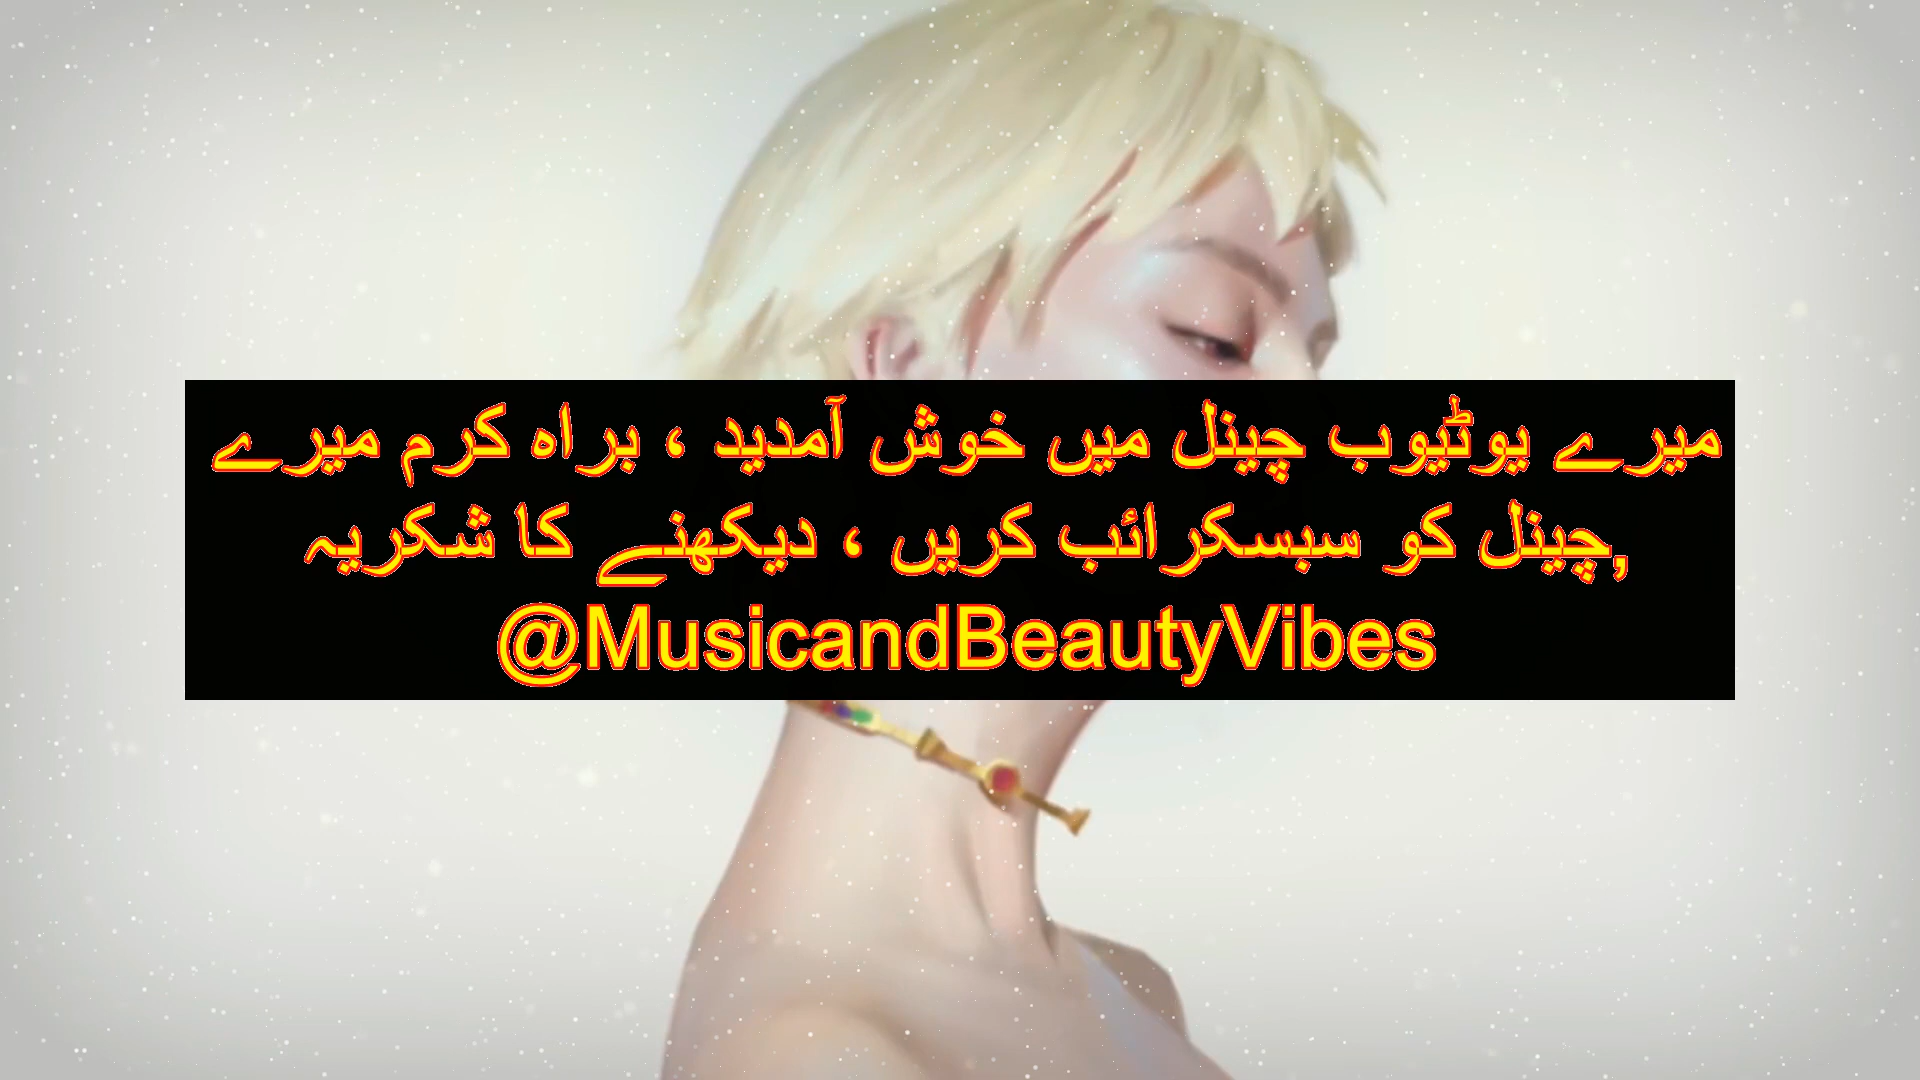 میرے یوٹیوب چینل میں خوش آمدید ، براہ کرم میرے
چینل کو سبسکرائب کریں ، دیکھنے کا شکریہ,
@MusicandBeautyVibes